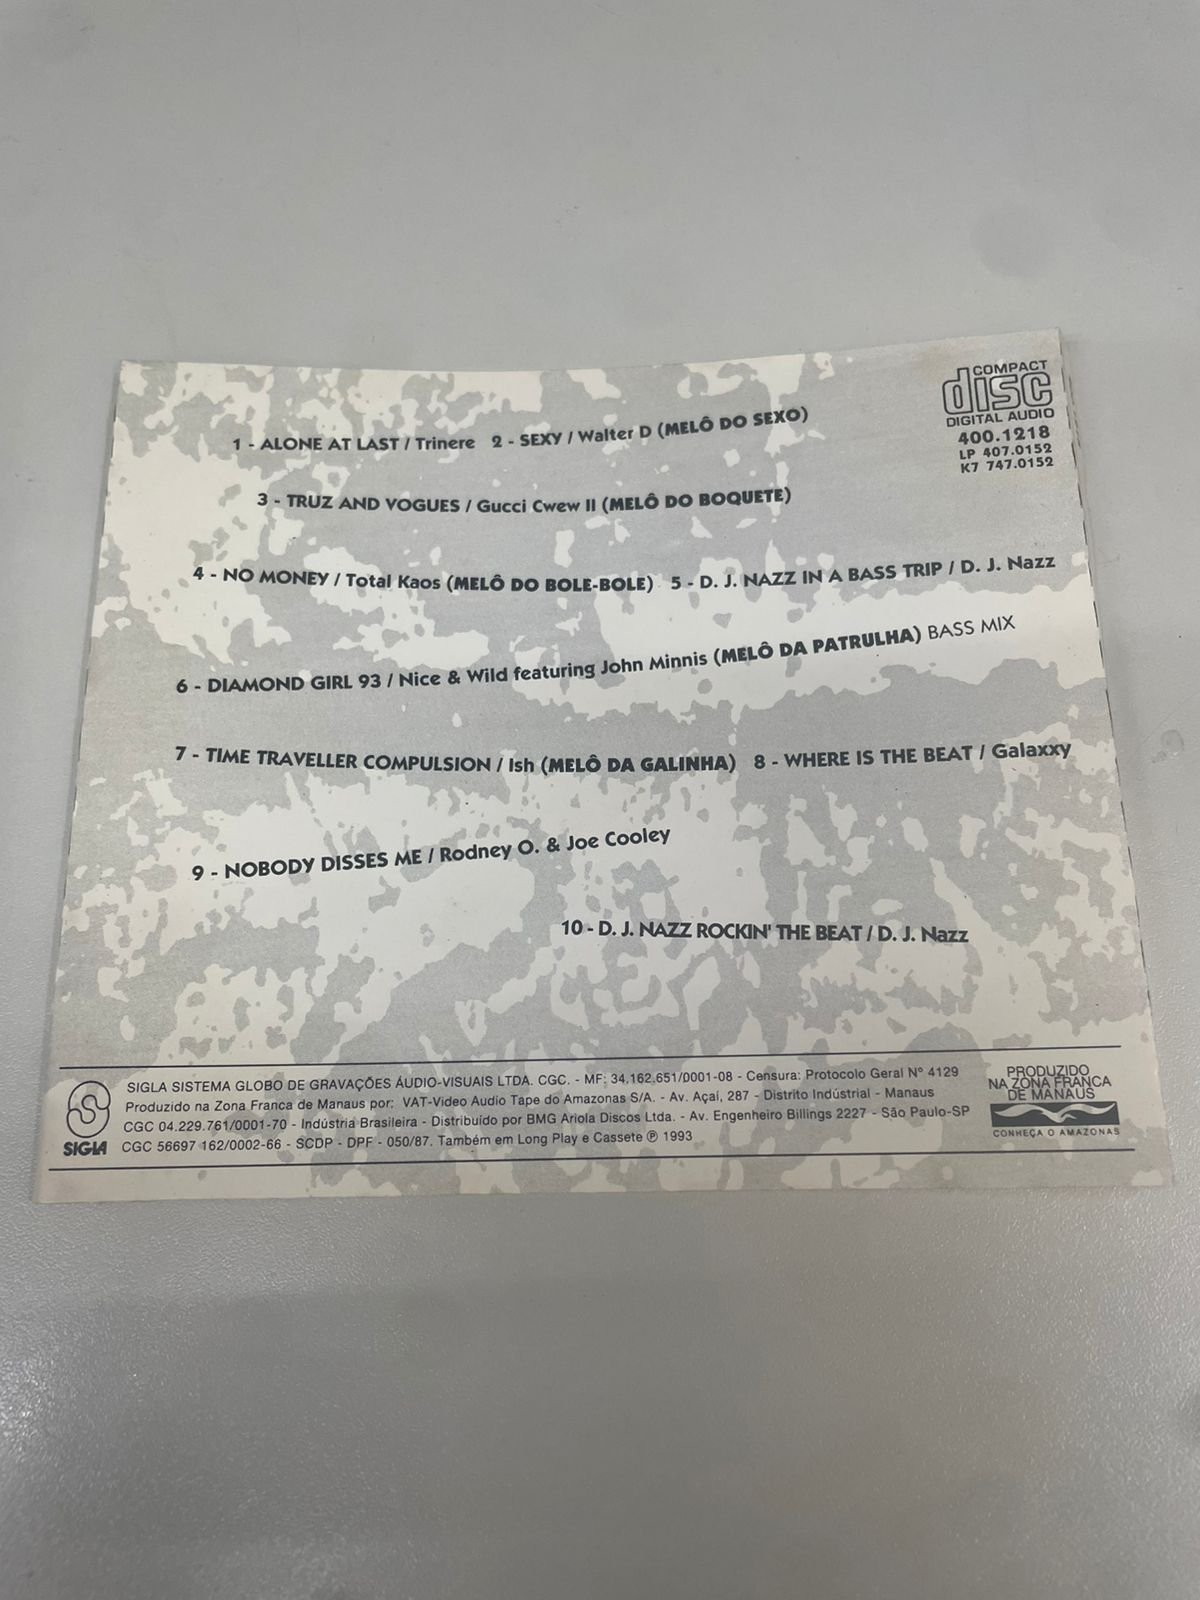 COMPACT
disc
DIGITAL AUDIO
400.1218
LP 407.0152
K7 747.0152
1 - ALONE AT LAST / Trinere 2 - SEXY / Walter D (MELÔ DO SEXO)
3 - TRUZ AND VOGUES / Gucci Cwew II (MELÔ DO BOQUETE)
4 - NO MONEY / Total Kaos (MELÔ DO BOLE-BOLE) 5 - D. J. NAZZ IN A BASS TRIP / D. J. Nazz
6 - DIAMOND GIRL 93 / Nice & Wild featuring John Minnis (MELÔ DA PATRULHA) BASS MIX
7 - TIME TRAVELLER COMPULSION / Ish (MELÔ DA GALINHA) 8 - WHERE IS THE BEAT / Galaxxy
9 - NOBODY DISSES ME / Rodney O. & Joe Cooley
10 - D. J. NAZZ ROCKIN' THE BEAT / D. J. Nazz
SIGLA
SIGLA SISTEMA GLOBO DE GRAVAÇÕES ÁUDIO-VISUAIS LTDA. CGC. - MF: 34.162.651/0001-08 - Censura: Protocolo Geral Nº 4129
Produzido na Zona Franca de Manaus por: VAT-Video Audio Tape do Amazonas S/A. - Av. Açaí, 287 - Distrito Indústrial - Manaus
CGC 04.229.761/0001-70 - Indústria Brasileira - Distribuído por BMG Ariola Discos Ltda. - Av. Engenheiro Billings 2227 - São Paulo-SP
CGC 56697 162/0002-66 - SCDP - DPF - 050/87. Também em Long Play e Cassete ℗ 1993
PRODUZIDO
NA ZONA FRANCA
DE MANAUS
CONHEÇA O AMAZONAS